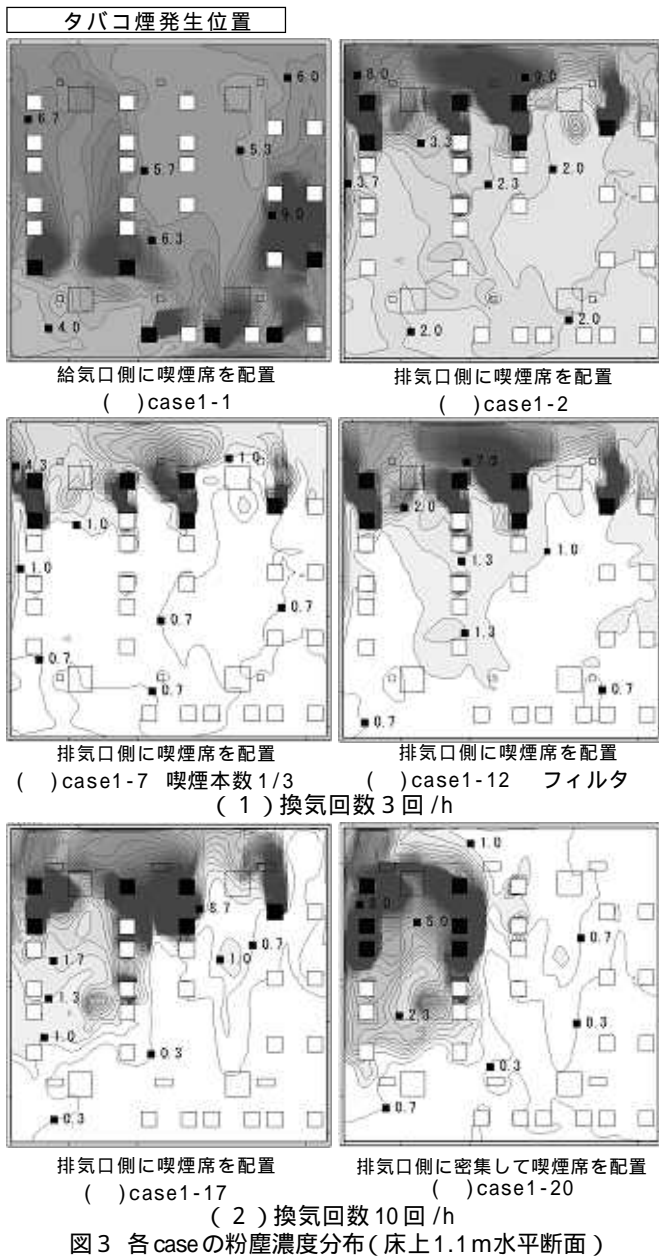 タバコ煙発生位置
6.0
6.7
5.3
5.7
9.0
6.3
4.0
8.0
9.0
3.3
3.7
2.3
2.0
2.0
2.0
給気口側に喫煙席を配置
排気口側に喫煙席を配置
(　)case1-1
(　)case1-2
4.3
1.0
1.0
1.0
0.7
0.7
0.7
0.7
7.0
2.0
1.3
1.0
1.3
0.7
0.7
排気口側に喫煙席を配置
排気口側に喫煙席を配置
(　)case1-7 喫煙本数1/3
(　)case1-12　フィルタ
(１)換気回数３回/h
1.7
0.7
1.0
1.3
1.0
0.3
0.3
1.0
0.7
2.3
0.3
0.3
0.7
排気口側に喫煙席を配置
排気口側に密集して喫煙席を配置
(　)case1-17
(　)case1-20
(２)換気回数10回/h
図３ 各caseの粉塵濃度分布(床上1.1m水平断面)